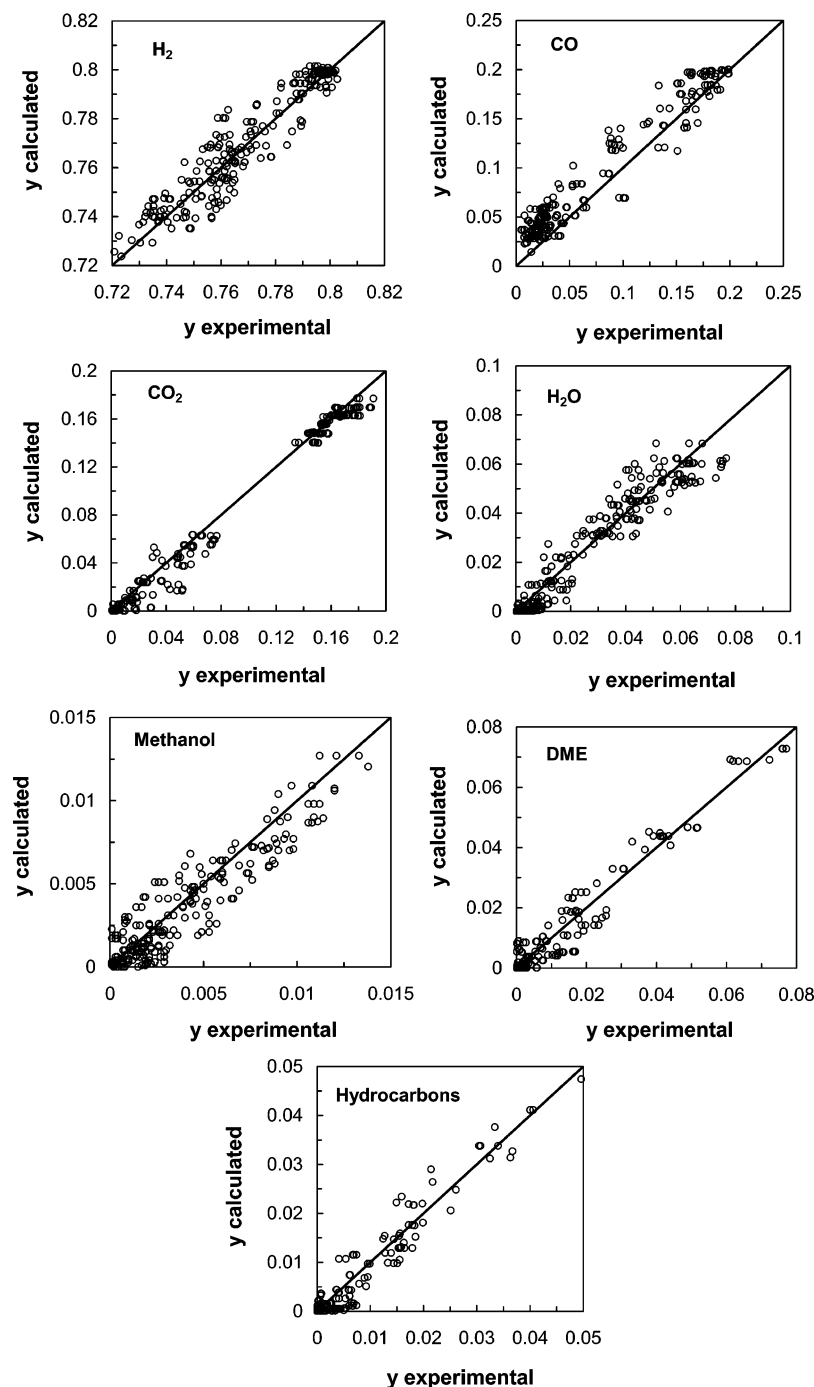 H2
0.82
0.8
0.78
0.76
0.74
0.72
0.72 0.74 0.76 0.78 0.8 0.82
y calculated
y experimental
CO
0.25
0.20
0.15
0.10
0.05
0
0 0.05 0.1 0.15 0.2 0.25
y calculated
y experimental
CO2
0.2
0.16
0.12
0.08
0.04
0
0 0.04 0.08 0.12 0.16 0.2
y calculated
y experimental
H2O
0.1
0.08
0.06
0.04
0.02
0
0 0.02 0.04 0.06 0.08 0.1
y calculated
y experimental
Methanol
0.015
0.01
0.005
0
0 0.005 0.01 0.015
y calculated
y experimental
DME
0.08
0.06
0.04
0.02
0
0 0.02 0.04 0.06 0.08
y calculated
y experimental
Hydrocarbons
0.05
0.04
0.03
0.02
0.01
0
0 0.01 0.02 0.03 0.04 0.05
y calculated
y experimental